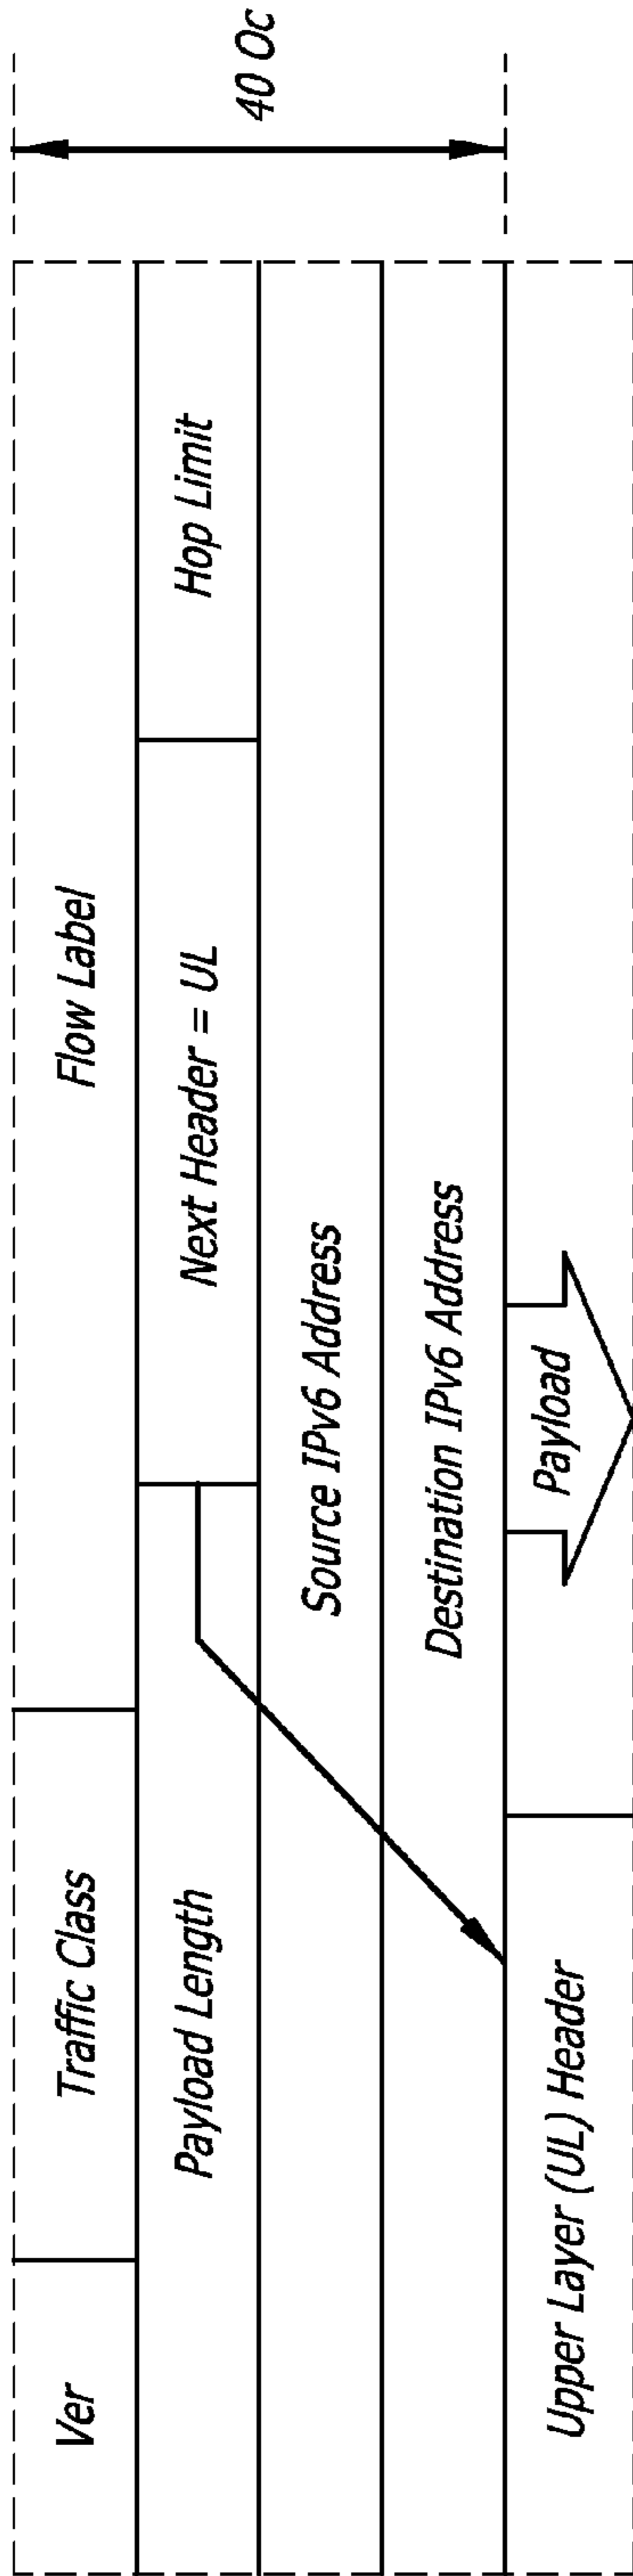 Ver
Traffic Class
Flow Label
Payload Length
Next Header = UL
Hop Limit
Source IPv6 Address
Destination IPv6 Address
Upper Layer (UL) Header
Payload
40 Oc